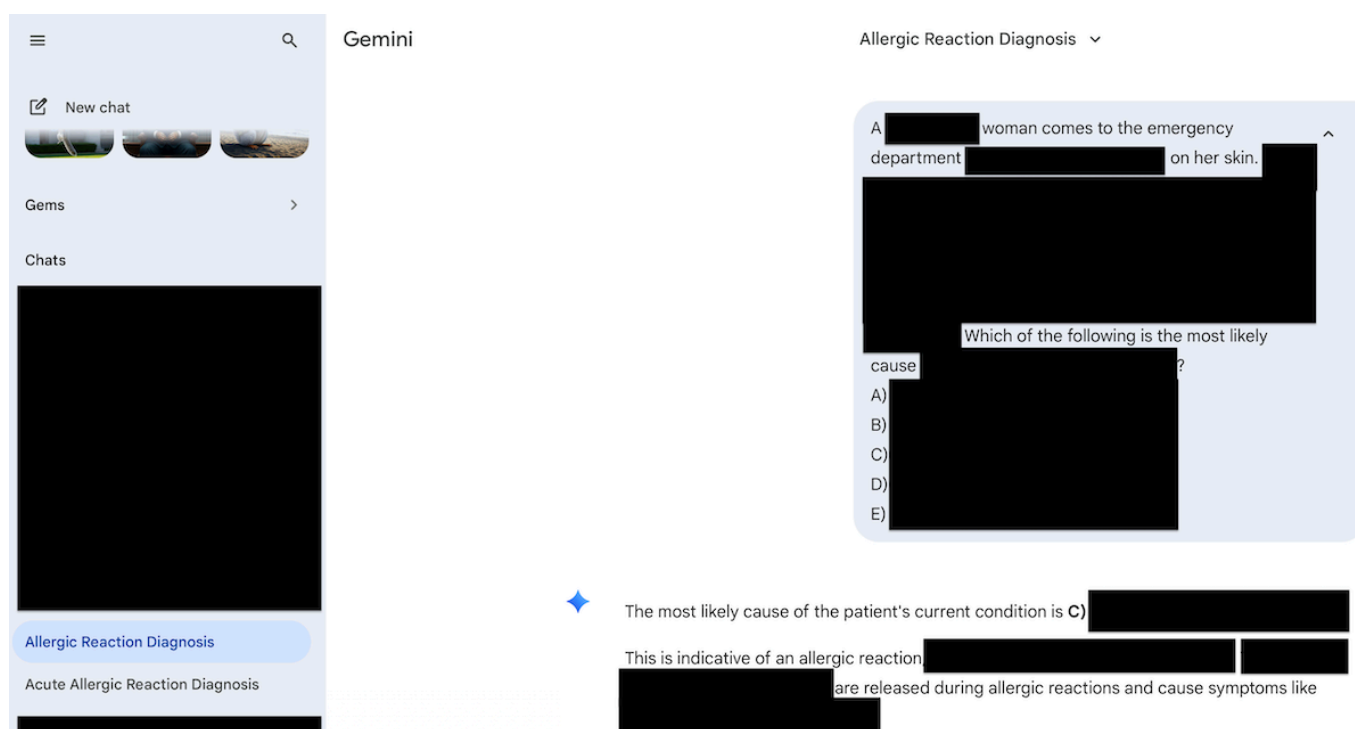 Gemini
Allergic Reaction Diagnosis
New chat
Gems
Chats
Allergic Reaction Diagnosis
Acute Allergic Reaction Diagnosis
A woman comes to the emergency
department on her skin.
Which of the following is the most likely
cause ?
A)
B)
C)
D)
E)
The most likely cause of the patient's current condition is C)
This is indicative of an allergic reaction,
are released during allergic reactions and cause symptoms like